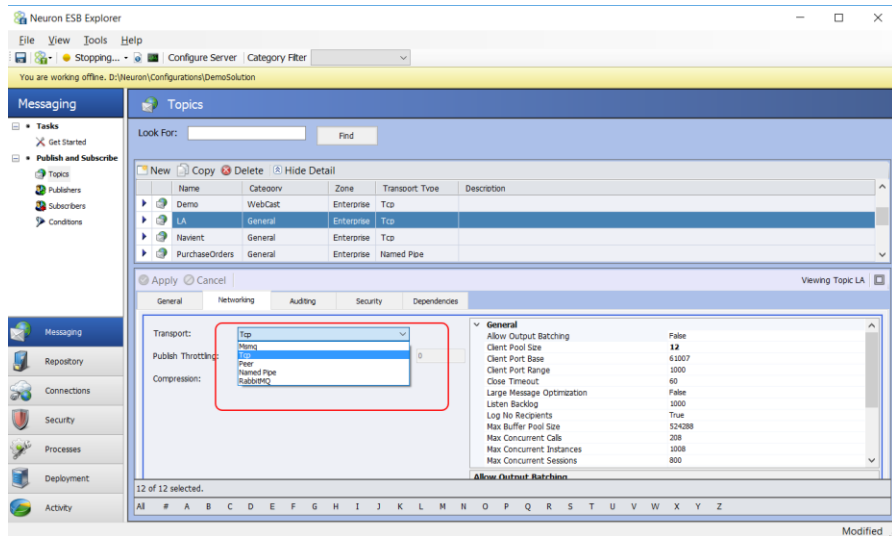 Neuron ESB Explorer
File View Tools Help
Stopping... Configure Server Category Filter
You are working offline. D:\Neuron\Configurations\DemoSolution
Messaging
Tasks
Get Started
Publish and Subscribe
Topics
Publishers
Subscribers
Conditions
Messaging
Repository
Connections
Security
Processes
Deployment
Activity
Topics
Look For: Find
New Copy Delete Hide Detail
Name Category Zone Transport Type Description
Demo WebCast Enterprise Tcp
LA General Enterprise Tcp
Navient General Enterprise Tcp
PurchaseOrders General Enterprise Named Pipe
Apply Cancel Viewing Topic LA
General Networking Auditing Security Dependencies
Transport: Tcp
Msmq
Publish Throttling: Tcp 0
Peer
Compression: Named Pipe
RabbitMQ
General
Allow Output Batching False
Client Pool Size 12
Client Port Base 61007
Client Port Range 1000
Close Timeout 60
Large Message Optimization False
Listen Backlog 1000
Log No Recipients True
Max Buffer Pool Size 524288
Max Concurrent Calls 208
Max Concurrent Instances 1008
Max Concurrent Sessions 800
Allow Output Batching
12 of 12 selected.
All # A B C D E F G H I J K L M N O P Q R S T U V W X Y Z
Modified